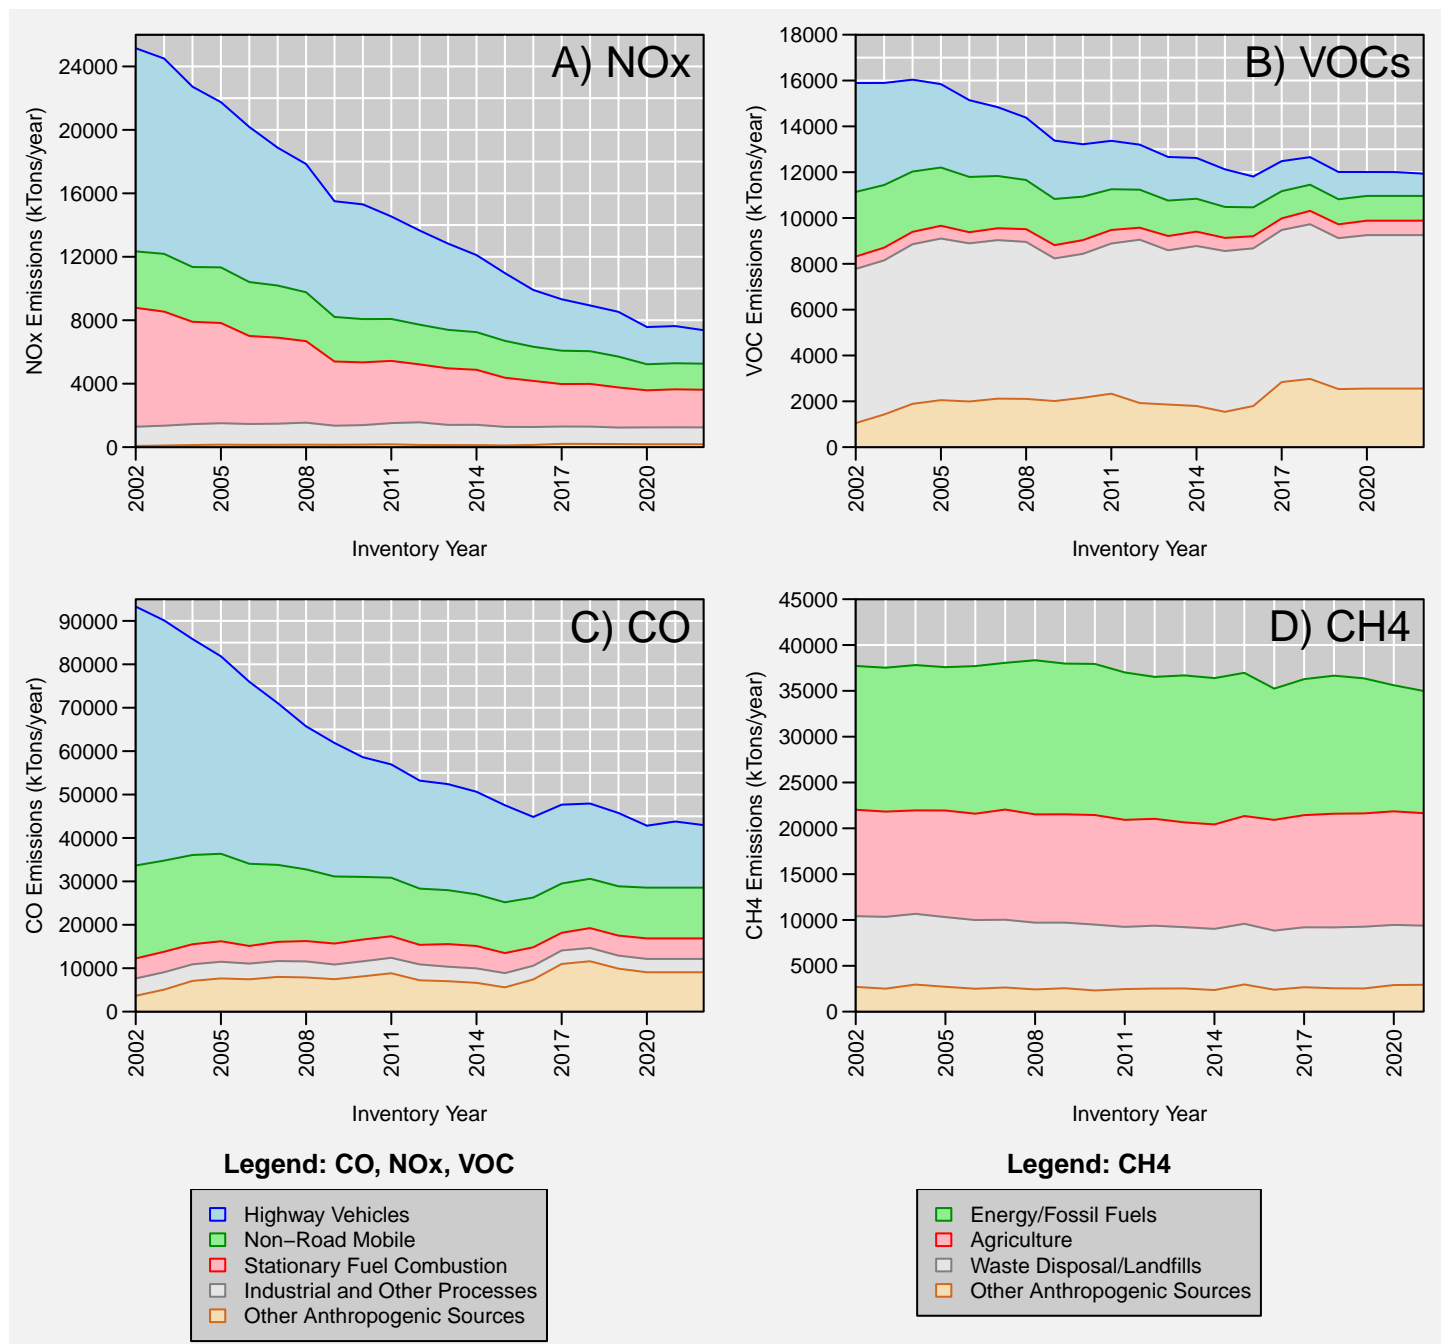 A) NOx
NOx Emissions (kTons/year)
24000
20000
16000
12000
8000
4000
0
2002
2005
2008
2011
2014
2017
2020
Inventory Year
B) VOCs
VOC Emissions (kTons/year)
18000
16000
14000
12000
10000
8000
6000
4000
2000
0
2002
2005
2008
2011
2014
2017
2020
Inventory Year
C) CO
CO Emissions (kTons/year)
90000
80000
70000
60000
50000
40000
30000
20000
10000
0
2002
2005
2008
2011
2014
2017
2020
Inventory Year
D) CH4
CH4 Emissions (kTons/year)
45000
40000
35000
30000
25000
20000
15000
10000
5000
0
2002
2005
2008
2011
2014
2017
2020
Inventory Year
Legend: CO, NOx, VOC
Highway Vehicles
Non−Road Mobile
Stationary Fuel Combustion
Industrial and Other Processes
Other Anthropogenic Sources
Legend: CH4
Energy/Fossil Fuels
Agriculture
Waste Disposal/Landfills
Other Anthropogenic Sources